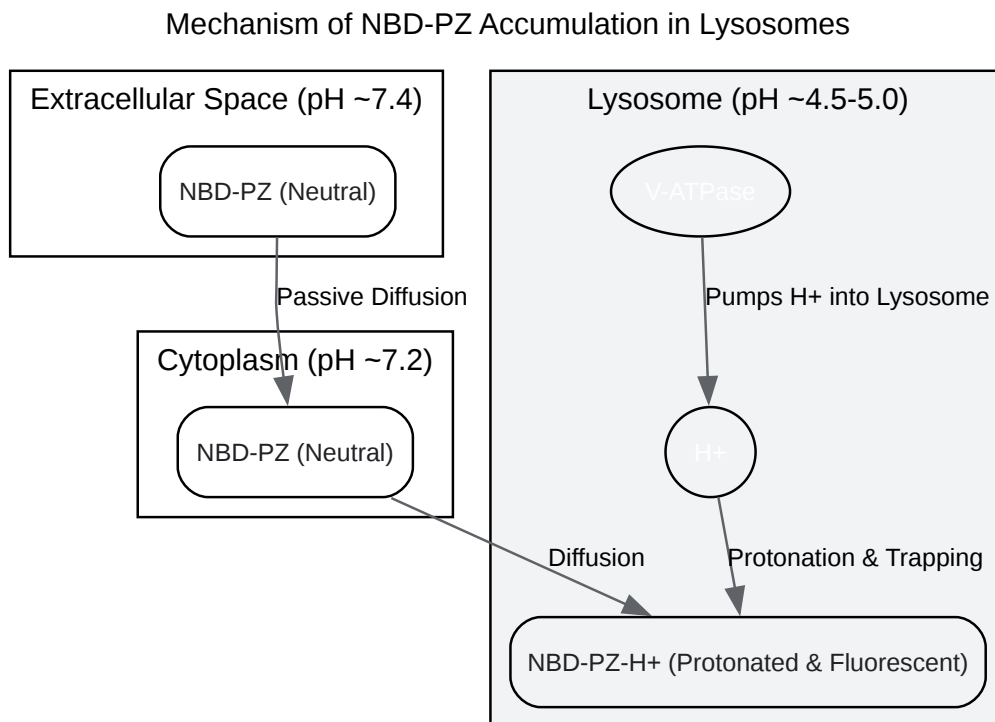 Mechanism of NBD-PZ Accumulation in Lysosomes
Extracellular Space (pH ~7.4)
NBD-PZ (Neutral)
Passive Diffusion
Cytoplasm (pH ~7.2)
NBD-PZ (Neutral)
Diffusion
Lysosome (pH ~4.5-5.0)
V-ATPase
Pumps H+ into Lysosome
H+
Protonation & Trapping
NBD-PZ-H+ (Protonated & Fluorescent)